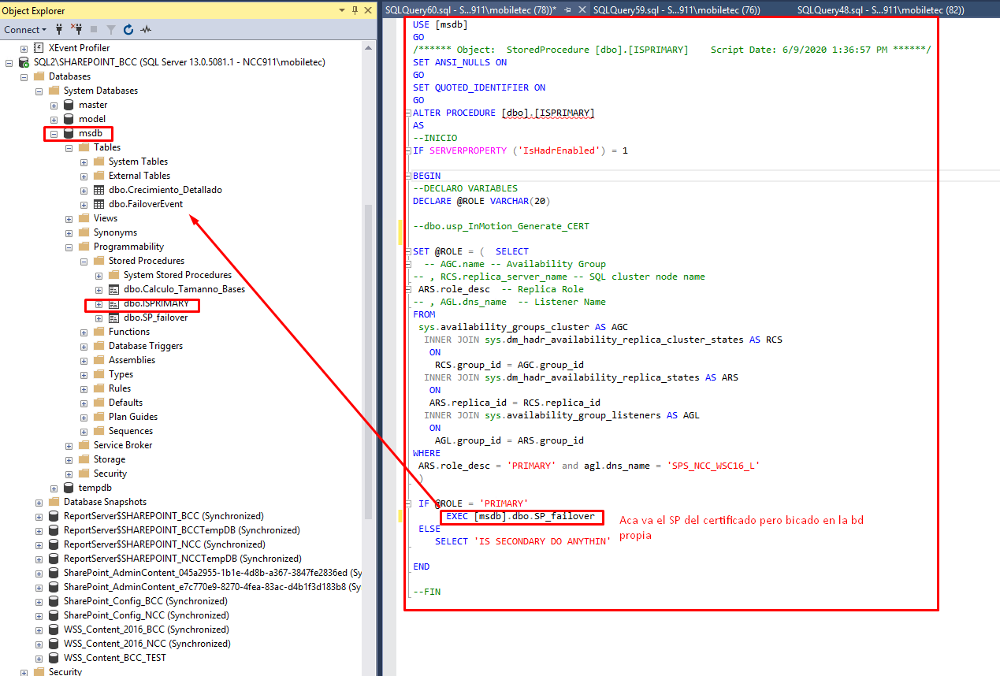 Object Explorer
Connect
XEvent Profiler
SQL2\SHAREPOINT_BCC (SQL Server 13.0.5081.1 - NCC911\mobiletec)
Databases
System Databases
master
model
msdb
Tables
System Tables
External Tables
dbo.Crecimiento_Detallado
dbo.FailoverEvent
Views
Synonyms
Programmability
Stored Procedures
System Stored Procedures
dbo.Calculo_Tamanno_Bases
dbo.ISPRIMARY
dbo.SP_failover
Functions
Database Triggers
Assemblies
Types
Rules
Defaults
Plan Guides
Sequences
Service Broker
Storage
Security
tempdb
Database Snapshots
ReportServer$SHAREPOINT_BCC (Synchronized)
ReportServer$SHAREPOINT_BCCTempDB (Synchronized)
ReportServer$SHAREPOINT_NCC (Synchronized)
ReportServer$SHAREPOINT_NCCTempDB (Synchronized)
SharePoint_AdminContent_045a2955-1b1e-4d8b-a367-3847fe2836ed (Sy
SharePoint_AdminContent_e7c770e9-8270-4fea-83ac-d4b1f3d183b8 (Sy
SharePoint_Config_BCC (Synchronized)
SharePoint_Config_NCC (Synchronized)
WSS_Content_2016_BCC (Synchronized)
WSS_Content_2016_NCC (Synchronized)
WSS_Content_BCC_TEST
Security
SQLQuery60.sql - S...911\mobiletec (78))* SQLQuery59.sql - S...911\mobiletec (76)) SQLQuery48.sql - S...911\mobiletec (82))
USE [msdb]
GO
/****** Object:  StoredProcedure [dbo].[ISPRIMARY]    Script Date: 6/9/2020 1:36:57 PM ******/
SET ANSI_NULLS ON
GO
SET QUOTED_IDENTIFIER ON
GO
ALTER PROCEDURE [dbo].[ISPRIMARY]
AS
--INICIO
IF SERVERPROPERTY ('IsHadrEnabled') = 1
BEGIN
--DECLARO VARIABLES
DECLARE @ROLE VARCHAR(20)
--dbo.usp_InMotion_Generate_CERT
SET @ROLE = (  SELECT
-- AGC.name -- Availability Group
-- , RCS.replica_server_name -- SQL cluster node name
ARS.role_desc  -- Replica Role
-- , AGL.dns_name  -- Listener Name
FROM
sys.availability_groups_cluster AS AGC
INNER JOIN sys.dm_hadr_availability_replica_cluster_states AS RCS
ON
RCS.group_id = AGC.group_id
INNER JOIN sys.dm_hadr_availability_replica_states AS ARS
ON
ARS.replica_id = RCS.replica_id
INNER JOIN sys.availability_group_listeners AS AGL
ON
AGL.group_id = ARS.group_id
WHERE
ARS.role_desc = 'PRIMARY' and agl.dns_name = 'SPS_NCC_WSC16_L'
)
IF @ROLE = 'PRIMARY'
EXEC [msdb].dbo.SP_failover
Aca va el SP del certificado pero bicado en la bd
propia
ELSE
SELECT 'IS SECONDARY DO ANYTHIN'
END
--FIN